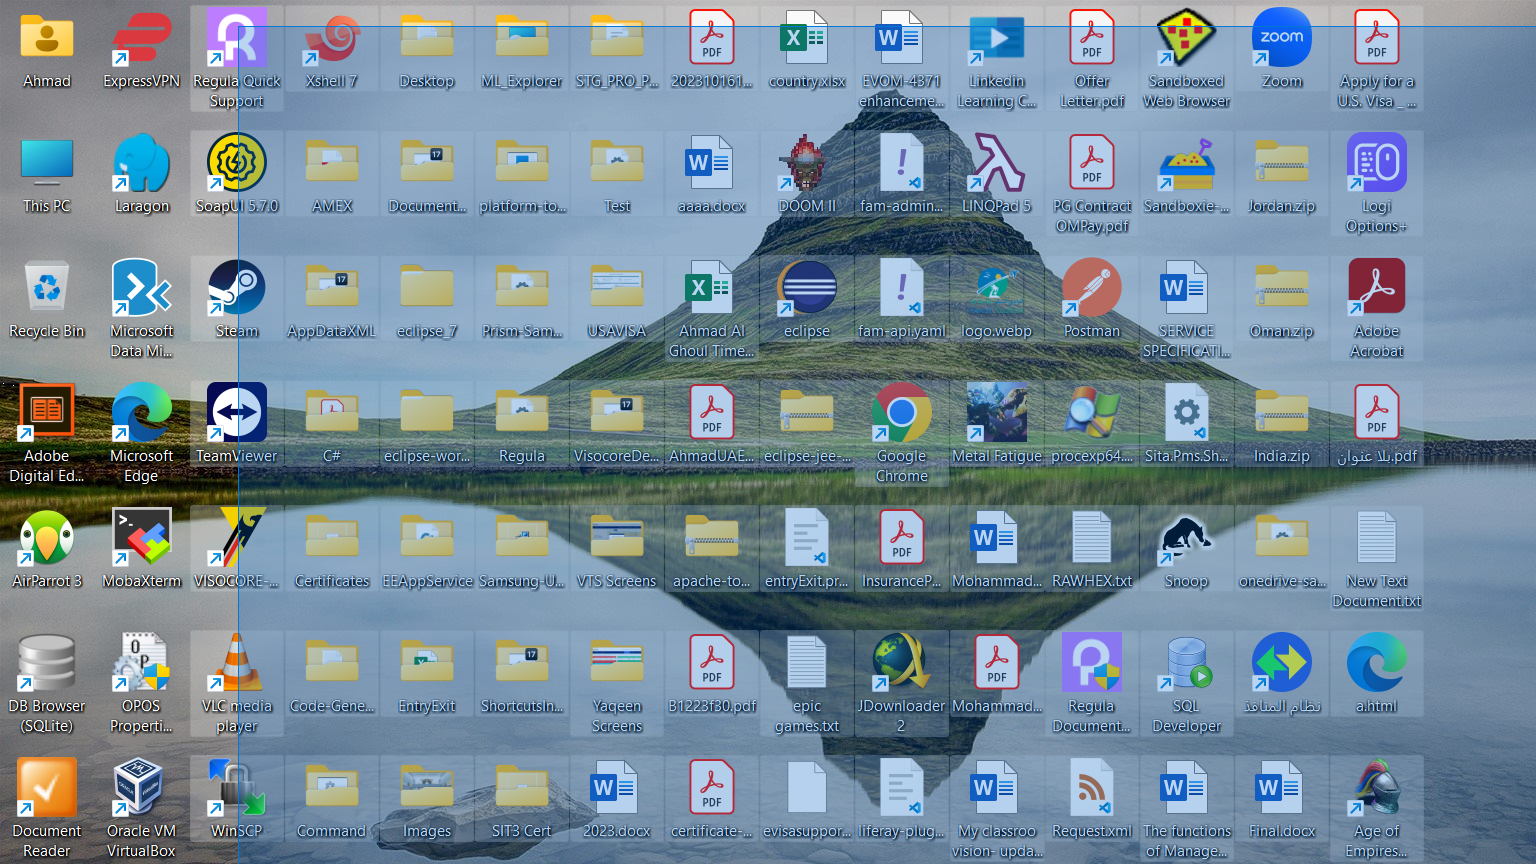 Ahmad
ExpressVPN
Regula Quick
Support
Xshell 7
Desktop
ML_Explorer
STG_PRO_P...
202310161...
country.xlsx
EVOM-4371
enhanceme...
Linkedin
Learning C...
Offer
Letter.pdf
Sandboxed
Web Browser
Zoom
Apply for a
U.S. Visa _ ...
This PC
Laragon
SoapUI 5.7.0
AMEX
Document...
platform-to...
Test
aaaa.docx
DOOM II
fam-admin...
LINQPad 5
PG Contract
OMPay.pdf
Sandboxie-...
Jordan.zip
Logi
Options+
Recycle Bin
Microsoft
Data Mi...
Steam
AppDataXML
eclipse_7
Prism-Sam...
USAVISA
Ahmad AI
Ghoul Time...
eclipse
fam-api.yaml
logo.webp
Postman
SERVICE
SPECIFICATI...
Oman.zip
Adobe
Acrobat
Adobe
Digital Ed...
Microsoft
Edge
TeamViewer
C#
eclipse-wor...
Regula
VisocoreDe...
AhmadUAE...
eclipse-jee-...
Google
Chrome
Metal Fatigue
procexp64....
Sita.Pms.Sh...
India.zip
بلا عنوان.pdf
AirParrot 3
MobaXterm
VISOCORE-...
Certificates
EEAppService
Samsung-U...
VTS Screens
apache-to...
entryExit.pr...
InsuranceP...
Mohammad...
RAWHEX.txt
Snoop
onedrive-sa...
New Text
Document.txt
DB Browser
(SQLite)
OPOS
Properti...
VLC media
player
Code-Gene...
EntryExit
ShortcutsIn...
Yaqeen
Screens
B1223f30.pdf
epic
games.txt
JDownloader
2
Mohammad...
Regula
Document...
SQL
Developer
نظام المنافذ
a.html
Document
Reader
Oracle VM
VirtualBox
WinSCP
Command
Images
SIT3 Cert
2023.docx
certificate-...
evisasuppor...
liferay-plug...
My classroo
vision- upda...
Request.xml
The functions
of Manage...
Final.docx
Age of
Empires...